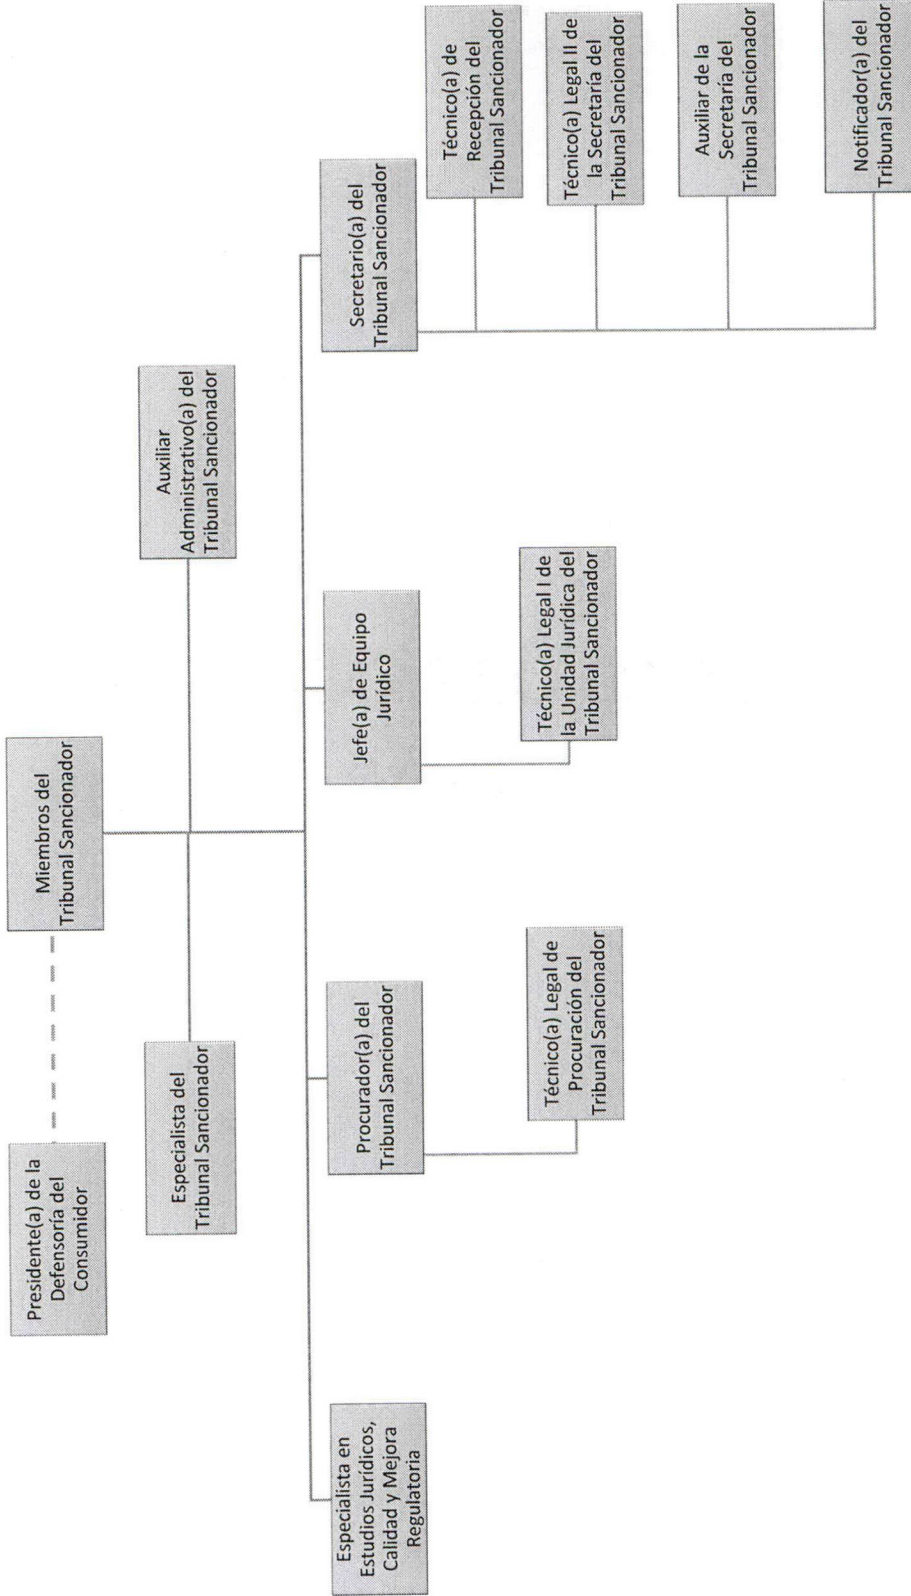 Presidente(a) de la
Defensoría del
Consumidor
Miembros del
Tribunal Sancionador
Especialista del
Tribunal Sancionador
Auxiliar
Administrativo(a) del
Tribunal Sancionador
Especialista en
Estudios Jurídicos,
Calidad y Mejora
Regulatoria
Procurador(a) del
Tribunal Sancionador
Jefe(a) de Equipo
Jurídico
Secretario(a) del
Tribunal Sancionador
Técnico(a) Legal de
Procuración del
Tribunal Sancionador
Técnico(a) Legal I de
la Unidad Jurídica del
Tribunal Sancionador
Técnico(a) de
Recepción del
Tribunal Sancionador
Técnico(a) Legal II de
la Secretaría del
Tribunal Sancionador
Auxiliar de la
Secretaría del
Tribunal Sancionador
Notificador(a) del
Tribunal Sancionador